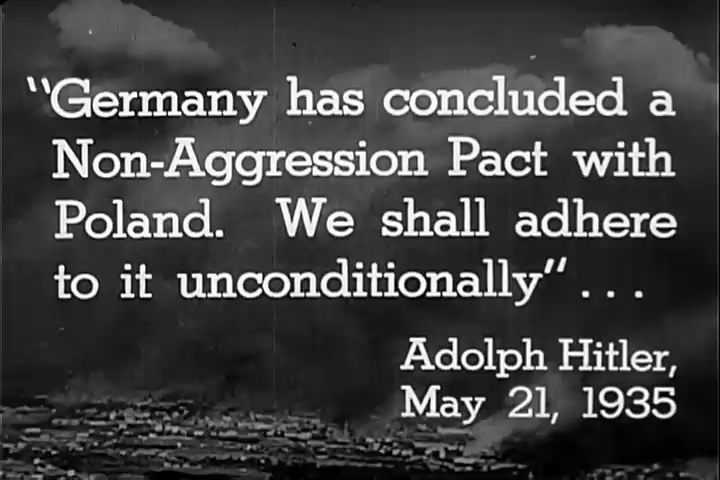 "Germany has concluded a
Non-Aggression Pact with
Poland. We shall adhere
to it unconditionally"...
Adolph Hitler,
May 21, 1935